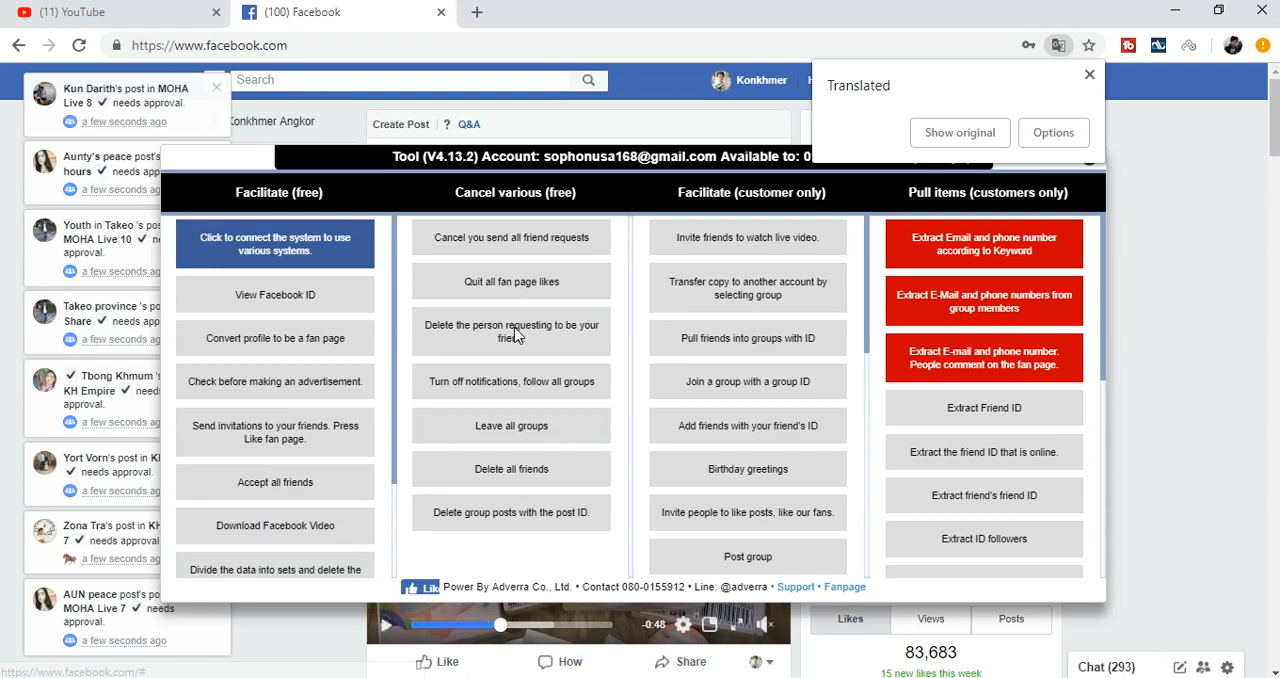 (11) YouTube
(100) Facebook
https://www.facebook.com
Search
Konkhmer
Translated
Show original
Options
Kun Darith's post in MOHA
Live 8 ✓ needs approval.
a few seconds ago
Aunty's peace post's
hours ✓ needs app
a few seconds ag
Youth in Takeo 's pos
MOHA Live 10 ✓ n
approval.
a few seconds ag
Takeo province 's po
Share ✓ needs app
a few seconds ag
✓ Tbong Khmum '
KH Empire ✓ need
approval.
a few seconds ag
Yort Vorn's post in KI
✓ needs approval.
a few seconds ag
Zona Tra's post in KH
7 ✓ needs approval
a few seconds ag
AUN peace post's po
MOHA Live 7 ✓ needs
approval.
a few seconds ago
https://www.facebook.com/#
Konkhmer Angkor
Create Post
? Q&A
Tool (V4.13.2) Account: sophonusa168@gmail.com Available to: 0
Facilitate (free)
Click to connect the system to use
various systems.
View Facebook ID
Convert profile to be a fan page
Check before making an advertisement.
Send invitations to your friends. Press
Like fan page.
Accept all friends
Download Facebook Video
Divide the data into sets and delete the
Cancel various (free)
Cancel you send all friend requests
Quit all fan page likes
Delete the person requesting to be your
friend
Turn off notifications, follow all groups
Leave all groups
Delete all friends
Delete group posts with the post ID.
Facilitate (customer only)
Invite friends to watch live video.
Transfer copy to another account by
selecting group
Pull friends into groups with ID
Join a group with a group ID
Add friends with your friend's ID
Birthday greetings
Invite people to like posts, like our fans.
Post group
Pull items (customers only)
Extract Email and phone number
according to Keyword
Extract E-Mail and phone numbers from
group members
Extract E-mail and phone number.
People comment on the fan page.
Extract Friend ID
Extract the friend ID that is online.
Extract friend's friend ID
Extract ID followers
Lik Power By Adverra Co., Ltd. • Contact 080-0155912 • Line: @adverra • Support • Fanpage
-0:48
Like
How
Share
Likes
Views
Posts
83,683
15 new likes this week
Chat (293)